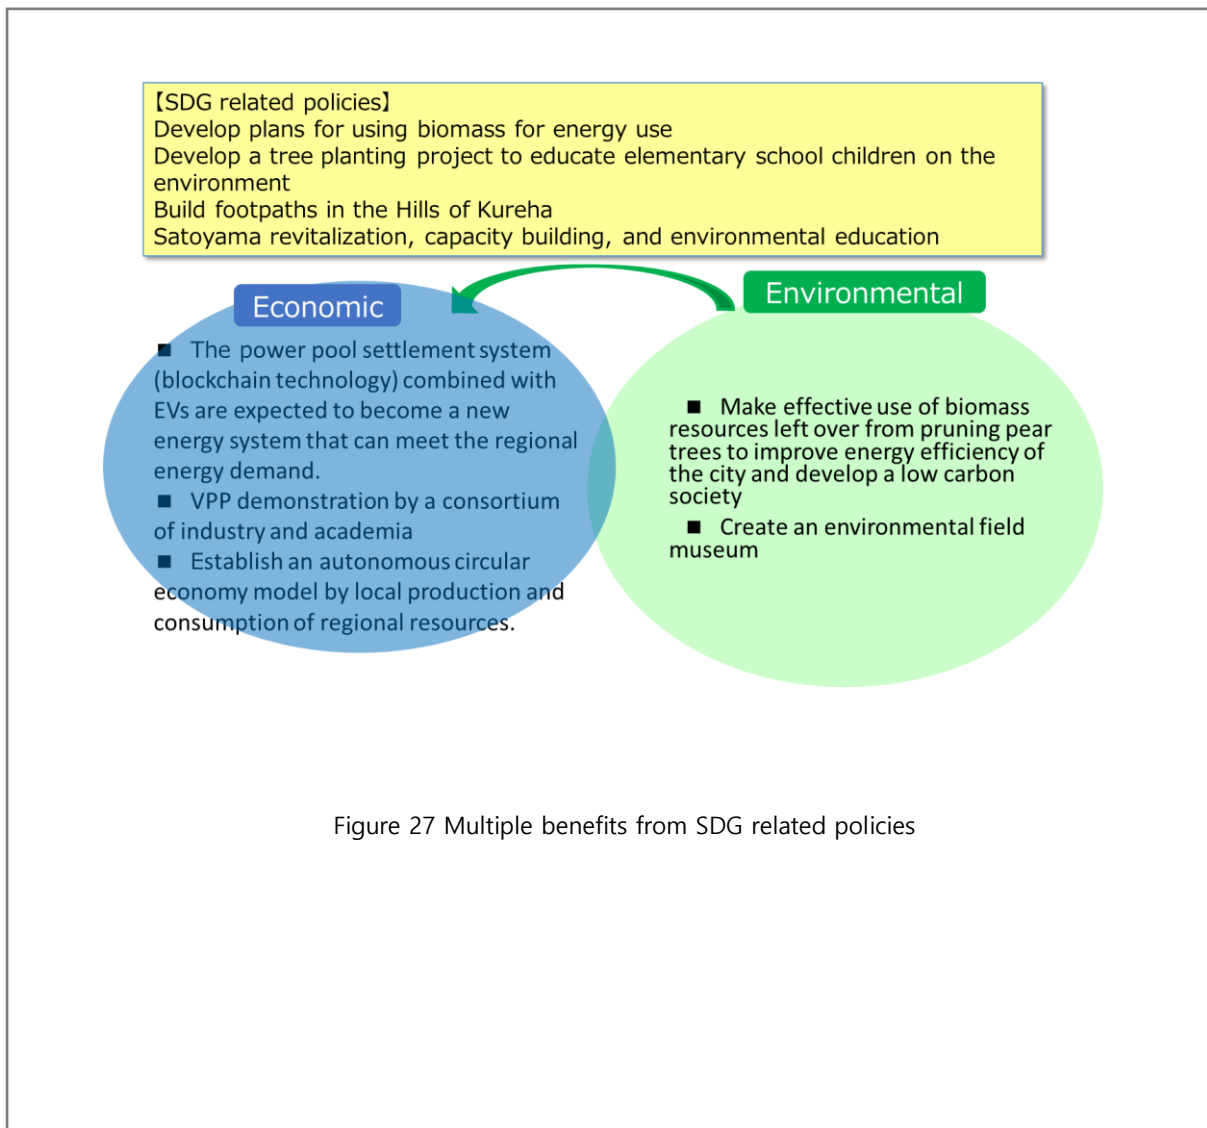 【SDG related policies】
Develop plans for using biomass for energy use
Develop a tree planting project to educate elementary school children on the
environment
Build footpaths in the Hills of Kureha
Satoyama revitalization, capacity building, and environmental education
Economic
■ The power pool settlement system
(blockchain technology) combined with
EVs are expected to become a new
energy system that can meet the regional
energy demand.
■ VPP demonstration by a consortium
of industry and academia
■ Establish an autonomous circular
economy model by local production and
consumption of regional resources.
Environmental
■ Make effective use of biomass
resources left over from pruning pear
trees to improve energy efficiency of
the city and develop a low carbon
society
■ Create an environmental field
museum
Figure 27 Multiple benefits from SDG related policies